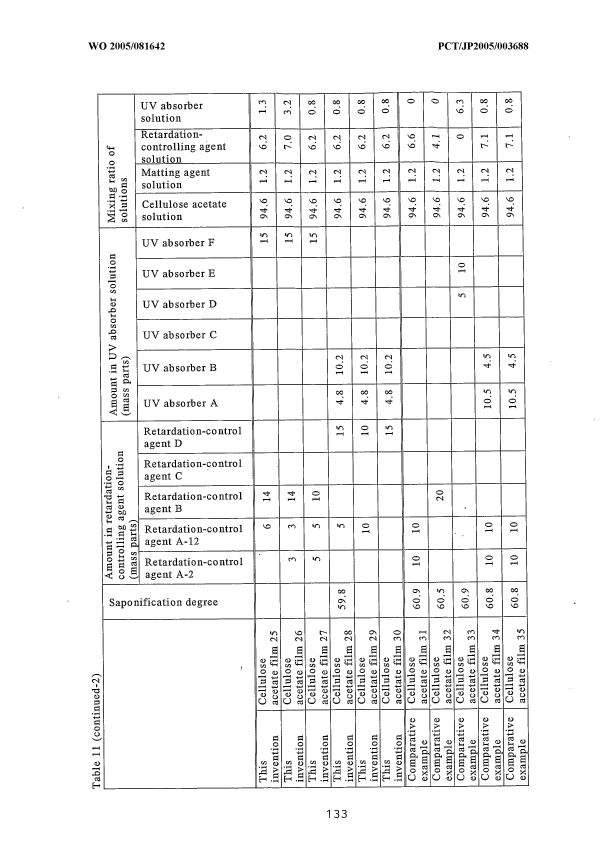 WO 2005/081642
PCT/JP2005/003688
Table 11 (continued-2)
Saponification degree
Amount in retardation-
controlling agent solution
(mass parts)
Retardation-control
agent A-2
Retardation-control
agent A-12
Retardation-control
agent B
Retardation-control
agent C
Retardation-control
agent D
Amount in UV absorber solution
(mass parts)
UV absorber A
UV absorber B
UV absorber C
UV absorber D
UV absorber E
UV absorber F
Mixing ratio of
solutions
Cellulose acetate
solution
Matting agent
solution
Retardation-
controlling agent
solution
UV absorber
solution
This
invention
Cellulose
acetate film 25
6 14 15 94.6 1.2 6.2 1.3
This
invention
Cellulose
acetate film 26
3 3 14 15 94.6 1.2 7.0 3.2
This
invention
Cellulose
acetate film 27
5 5 10 15 94.6 1.2 6.2 0.8
This
invention
Cellulose
acetate film 28
59.8 5 15 4.8 10.2 94.6 1.2 6.2 0.8
This
invention
Cellulose
acetate film 29
10 10 4.8 10.2 94.6 1.2 6.2 0.8
This
invention
Cellulose
acetate film 30
15 4.8 10.2 94.6 1.2 6.2 0.8
Comparative
example
Cellulose
acetate film 31
60.9 10 10 94.6 1.2 6.6 0
Comparative
example
Cellulose
acetate film 32
60.5 20 94.6 1.2 4.1 0
Comparative
example
Cellulose
acetate film 33
60.9 5 10 94.6 1.2 0 6.3
Comparative
example
Cellulose
acetate film 34
60.8 10 10 10.5 4.5 94.6 1.2 7.1 0.8
Comparative
example
Cellulose
acetate film 35
60.8 10 10 10.5 4.5 94.6 1.2 7.1 0.8
133